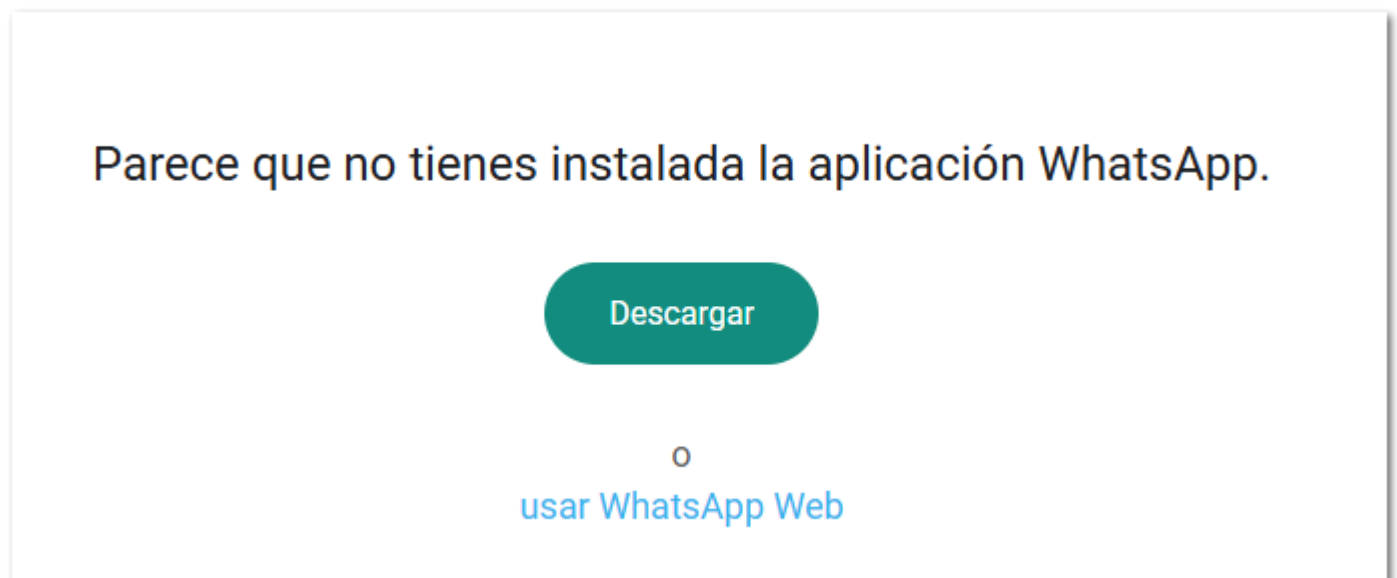 Parece que no tienes instalada la aplicación WhatsApp.
Descargar
o
usar WhatsApp Web